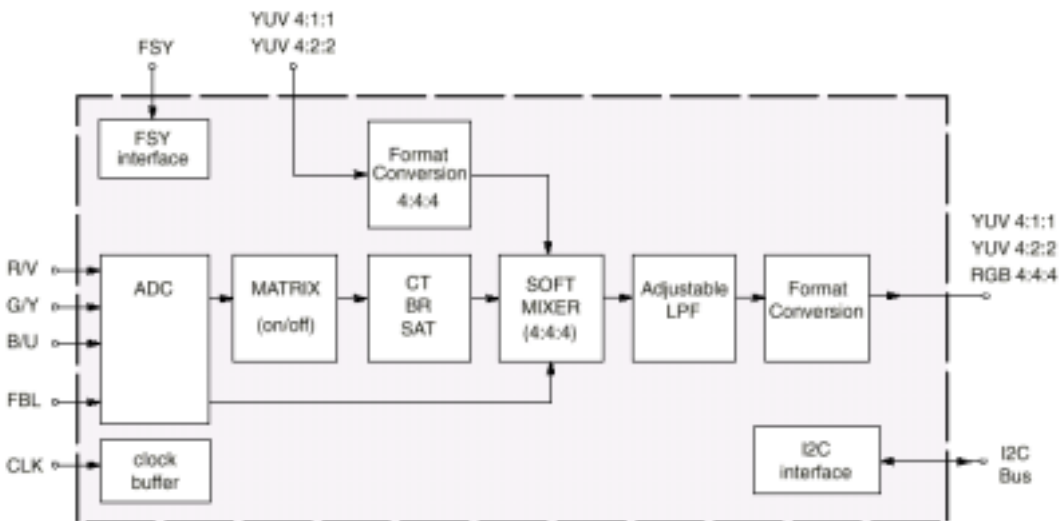 YUV 4:1:1
FSY
YUV 4:2:2
FSY
interface
Format
Conversion
4:4:4
YUV 4:1:1
YUV 4:2:2
RGB 4:4:4
R/V
G/Y
B/U
FBL
CLK
ADC
MATRIX
(on/off)
CT
BR
SAT
SOFT
MIXER
(4:4:4)
Adjustable
LPF
Format
Conversion
clock
buffer
I2C
interface
I2C
Bus